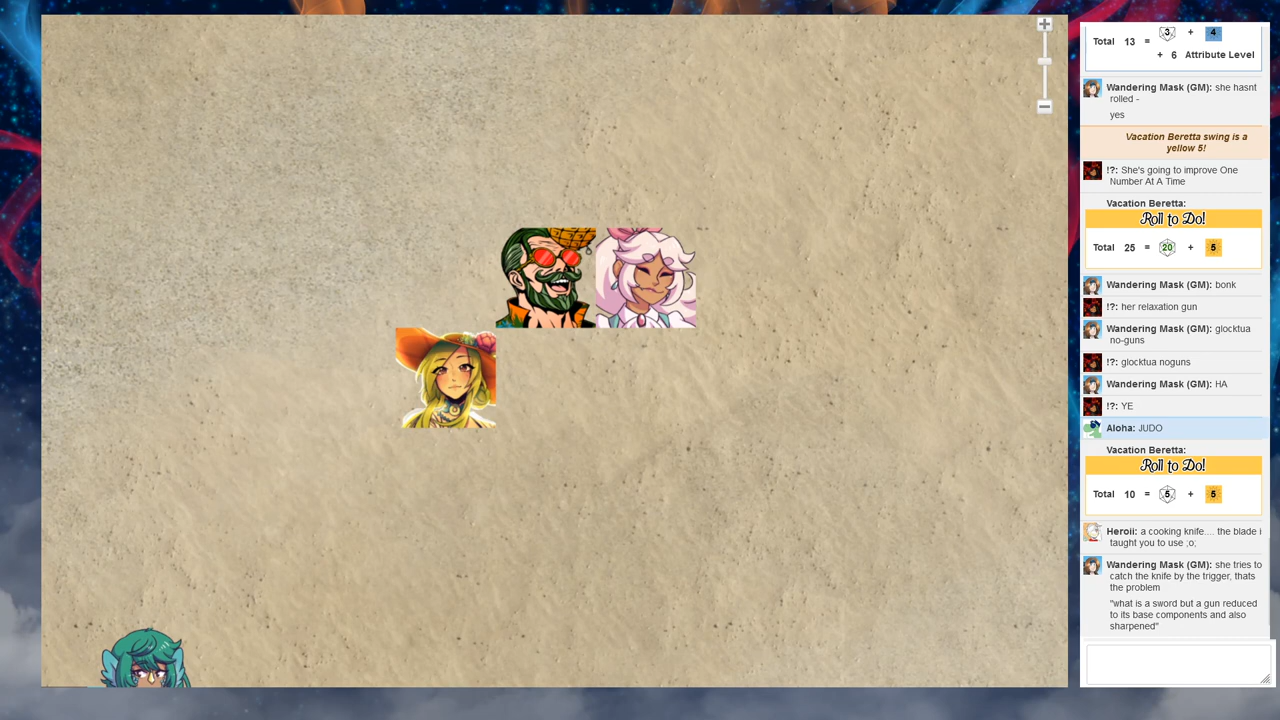 3 + 4
Total 13 =
+ 6 Attribute Level
Wandering Mask (GM): she hasnt
rolled -
yes
Vacation Beretta swing is a
yellow 5!
!?: She's going to improve One
Number At A Time
Vacation Beretta:
Roll to Do!
Total 25 = 20 + 5
Wandering Mask (GM): bonk
!?: her relaxation gun
Wandering Mask (GM): glocktua
no-guns
!?: glocktua noguns
Wandering Mask (GM): HA
!?: YE
Aloha: JUDO
Vacation Beretta:
Roll to Do!
Total 10 = 5 + 5
Heroii: a cooking knife.... the blade i
taught you to use ;o;
Wandering Mask (GM): she tries to
catch the knife by the trigger, thats
the problem
"what is a sword but a gun reduced
to its base components and also
sharpened"